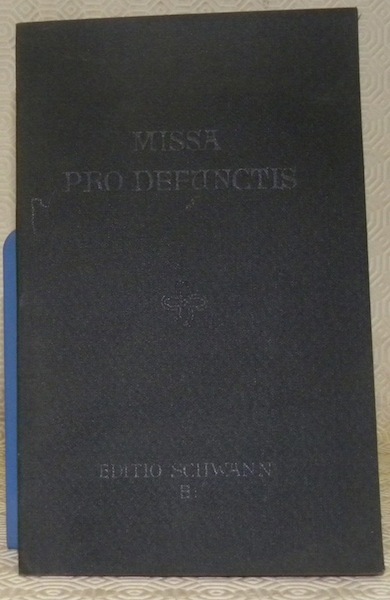 MISSA
PRO DEFUNCTIS
EDITIO SCHWANN